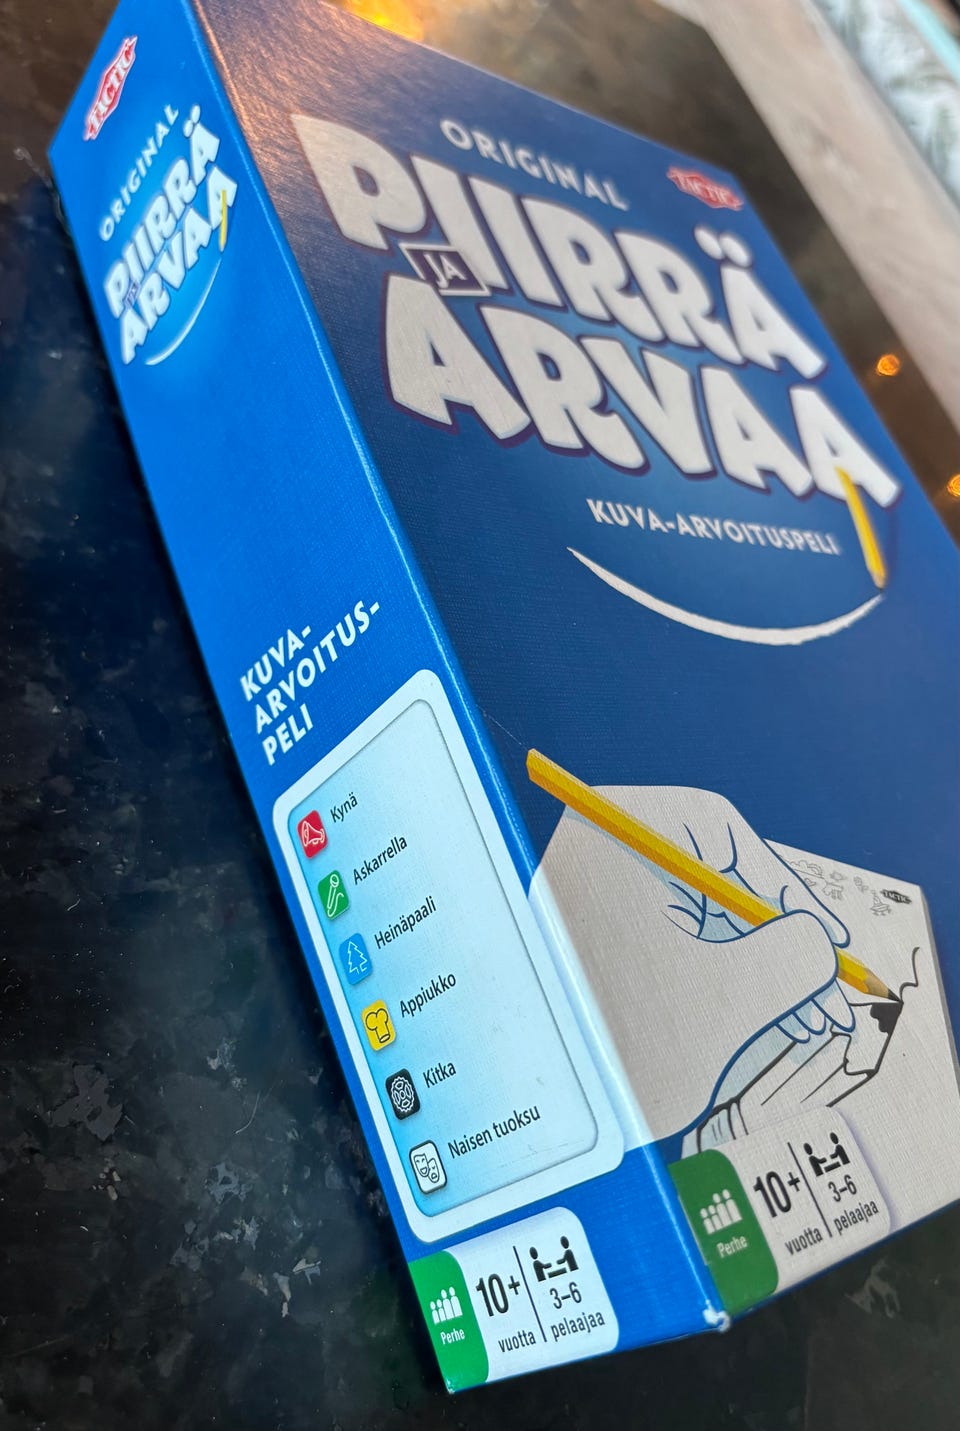 TACTIC
ORIGINAL
PIIRRÄ
JA
ARVAA
KUVA-
ARVOITUS-
PELI
Kynä
Askarrella
Heinäpaali
Appiukko
Kitka
Naisen tuoksu
Perhe
10+
vuotta
3–6
pelaajaa
TACTIC
ORIGINAL
PIIRRÄ
JA
ARVAA
KUVA-ARVOITUSPELI
TACTIC
Perhe
10+
vuotta
3–6
pelaajaa